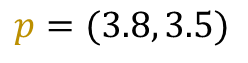 p = (3.8, 3.5)